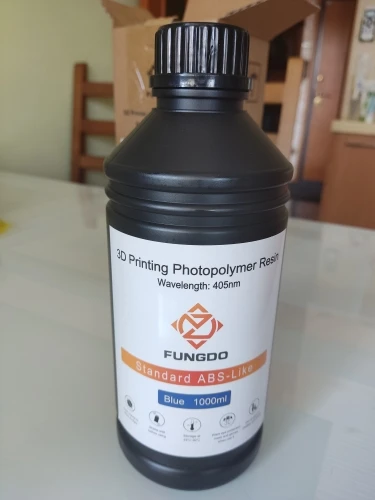 3D Printing Photopolymer Resin
Wavelength: 405nm
FUNGDO
Standard ABS-Like
Blue 1000ml